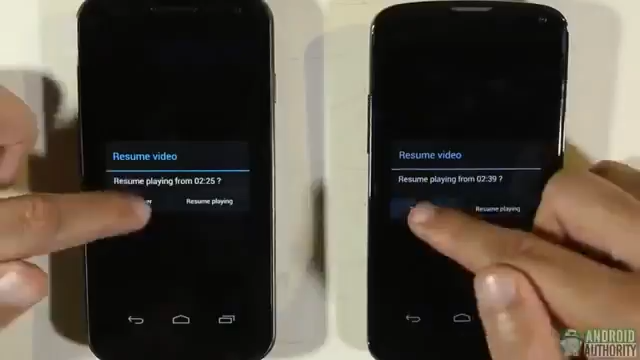 Resume video
Resume playing from 02:25 ?
Resume playing
Resume video
Resume playing from 02:39 ?
Resume playing
ANDROID
AUTHORITY